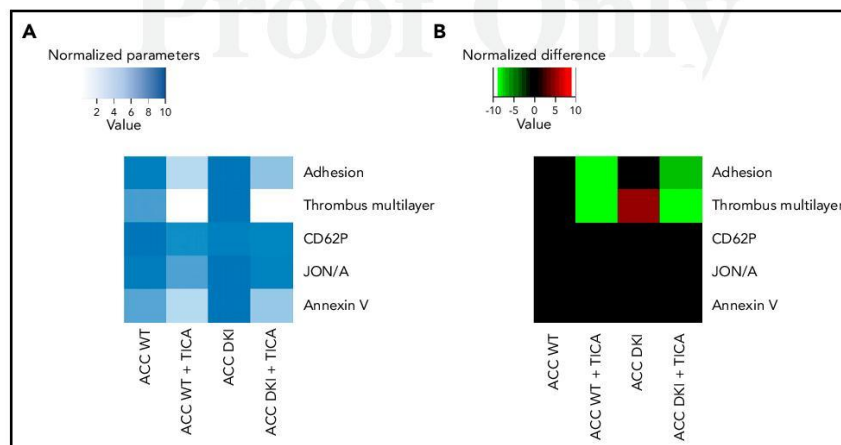 Proof Only
A
B
Normalized parameters
2 4 6 8 10
Value
Normalized difference
-10 -5 0 5 10
Value
Adhesion
Thrombus multilayer
CD62P
JON/A
Annexin V
ACC WT
ACC WT + TICA
ACC DKI
ACC DKI + TICA
Adhesion
Thrombus multilayer
CD62P
JON/A
Annexin V
ACC WT
ACC WT + TICA
ACC DKI
ACC DKI + TICA